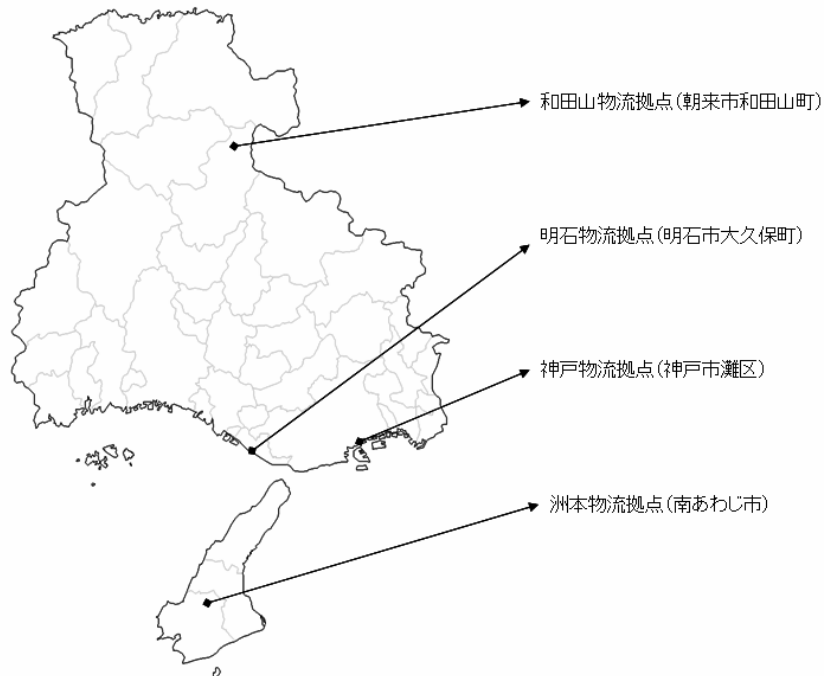 和田山物流拠点(朝来市和田山町)
明石物流拠点(明石市大久保町)
神戸物流拠点(神戸市灘区)
洲本物流拠点(南あわじ市)